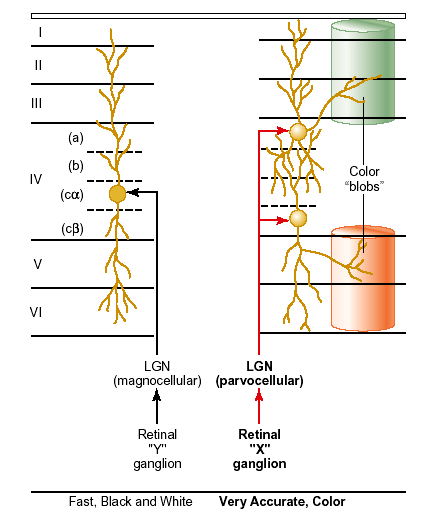 I
II
III
(a)
(b)
IV
(cα)
(cβ)
V
VI
Color
"blobs"
LGN
(magnocellular)
LGN
(parvocellular)
Retinal
"Y"
ganglion
Retinal
"X"
ganglion
Fast, Black and White
Very Accurate, Color